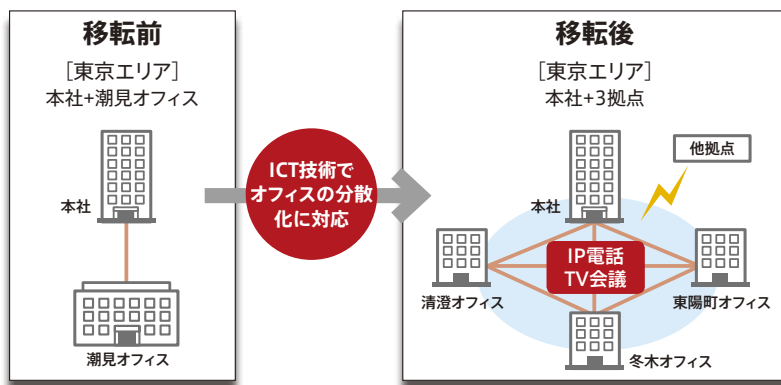 移転前
［東京エリア］
本社+潮見オフィス
本社
潮見オフィス
ICT技術で
オフィスの分散
化に対応
移転後
［東京エリア］
本社+3拠点
他拠点
本社
IP電話
TV会議
清澄オフィス
東陽町オフィス
冬木オフィス